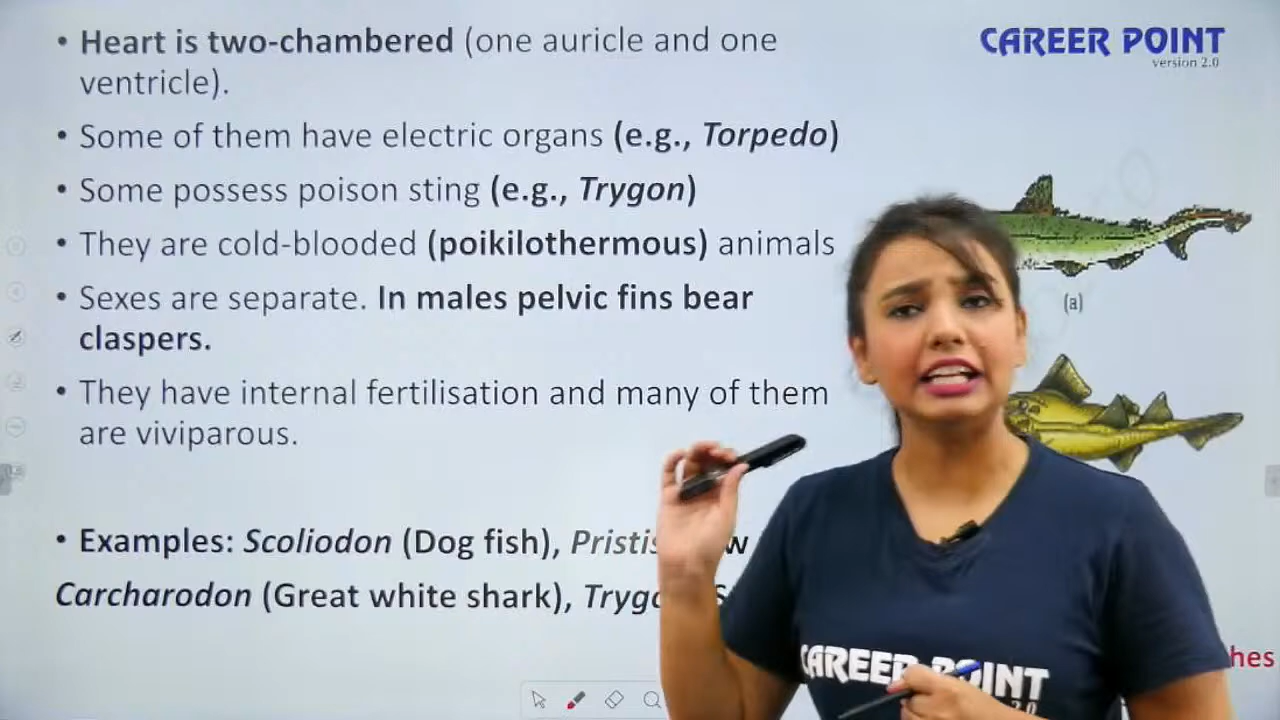 • Heart is two-chambered (one auricle and one
ventricle).
• Some of them have electric organs (e.g., Torpedo)
• Some possess poison sting (e.g., Trygon)
• They are cold-blooded (poikilothermous) animals
• Sexes are separate. In males pelvic fins bear
claspers.
• They have internal fertilisation and many of them
are viviparous.
• Examples: Scoliodon (Dog fish), Pristis
Carcharodon (Great white shark),
CAREER POINT
version 2.0
(a)
CAREER POINT
2.0